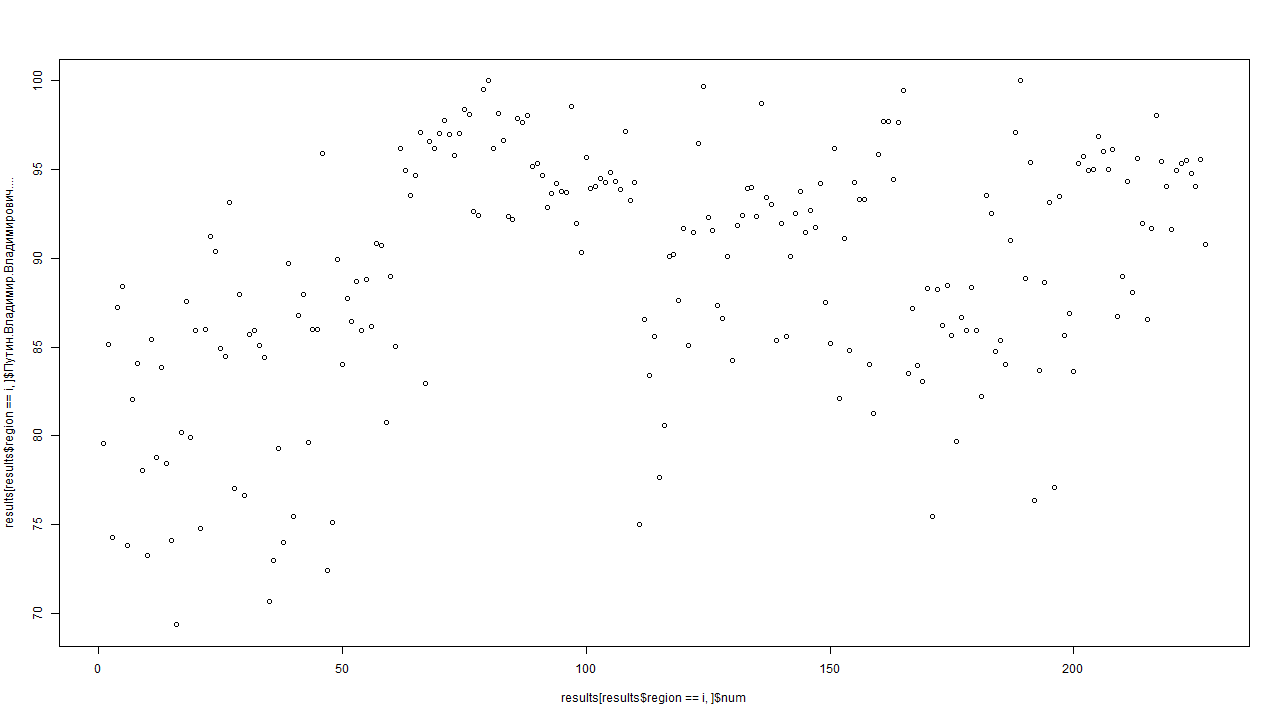 results[results$region == i, ]$Путин.Владимир.Владимирович...
100
95
90
85
80
75
70
0 50 100 150 200
results[results$region == i, ]$num